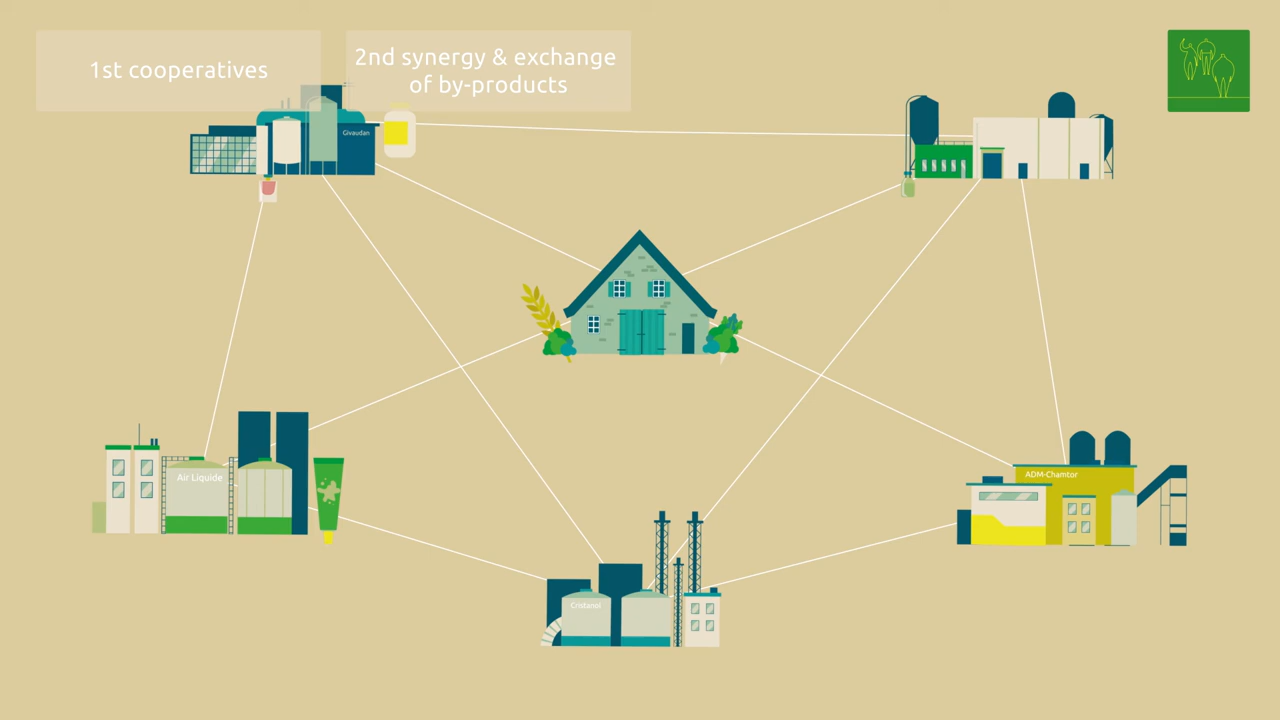 1st cooperatives
2nd synergy & exchange
of by-products
Givaudan
Air Liquide
ADM-Chamtor
Cristanol